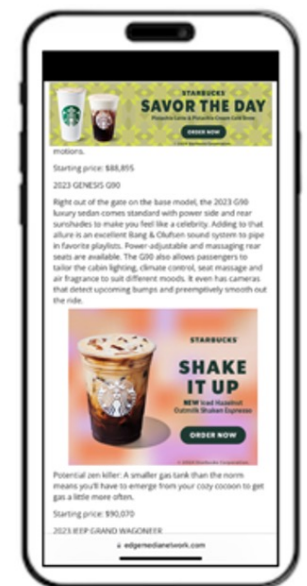 STARBUCKS
SAVOR THE DAY
Pistachio Latte & Pistachio Cream Cold Brew
ORDER NOW
motions.
Starting price: $88,895
2023 GENESIS G90
Right out of the gate on the base model, the 2023 G90
luxury sedan comes standard with power side and rear
sunshades to make you feel like a celebrity. Adding to that
allure is an excellent Bang & Olufsen sound system to pipe
in favorite playlists. Power-adjustable and massaging rear
seats are available. The G90 also allows passengers to
tailor the cabin lighting, climate control, seat massage and
air fragrance to suit different moods. It even has cameras
that detect upcoming bumps and preemptively smooth out
the ride.
STARBUCKS
SHAKE
IT UP
NEW Iced Hazelnut
Oatmilk Shaken Espresso
ORDER NOW
Potential zen killer: A smaller gas tank than the norm
means you'll have to emerge from your cozy cocoon to get
gas a little more often.
Starting price: $90,070
2023 JEEP GRAND WAGONEER
edgemedianetwork.com